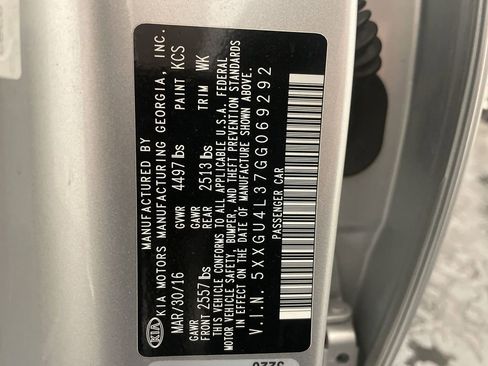 MANUFACTURED BY
KIA MOTORS MANUFACTURING GEORGIA, INC.
MAR/30/16 GVWR 4497 lbs PAINT KCS
GAWR FRONT 2557 lbs GAWR REAR 2513 lbs TRIM WK
THIS VEHICLE CONFORMS TO ALL APPLICABLE U.S.A. FEDERAL
MOTOR VEHICLE SAFETY, BUMPER, AND THEFT PREVENTION STANDARDS
IN EFFECT ON THE DATE OF MANUFACTURE SHOWN ABOVE.
V.I.N. 5XXGU4L37GG069292
PASSENGER CAR
KIA